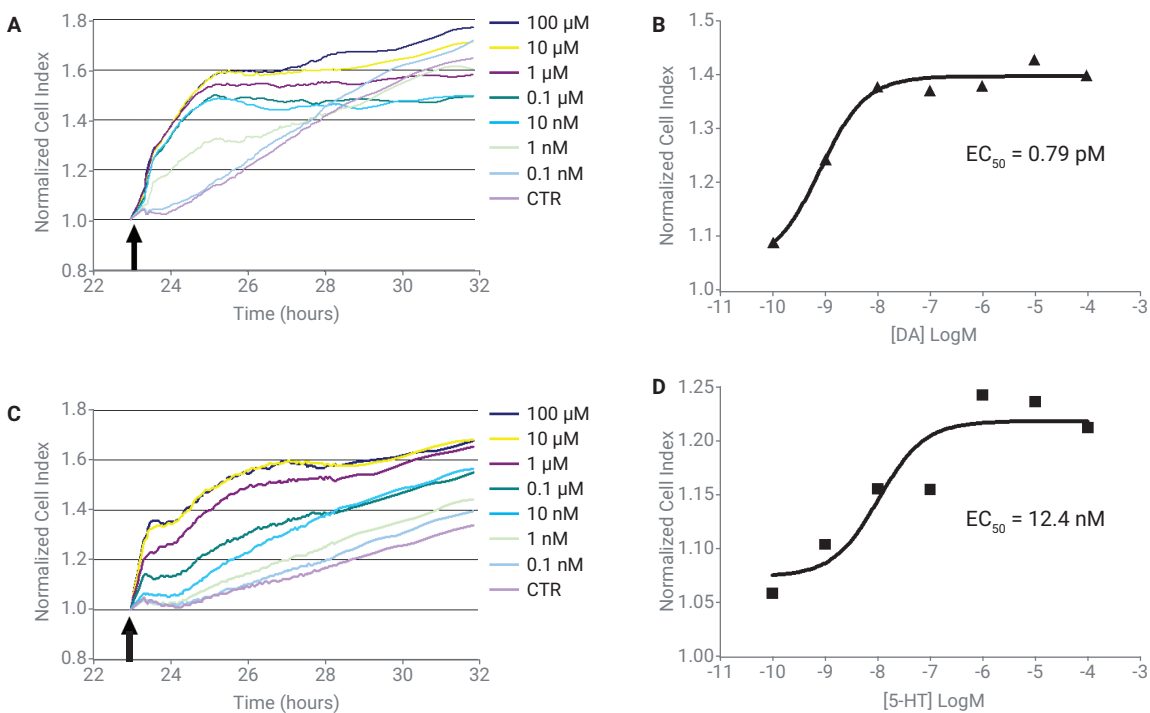 A
Normalized Cell Index
1.8
1.6
1.4
1.2
1.0
0.8
22
24
26
28
30
32
Time (hours)
100 µM
10 µM
1 µM
0.1 µM
10 nM
1 nM
0.1 nM
CTR
B
Normalized Cell Index
1.5
1.4
1.3
1.2
1.1
1.0
-11
-10
-9
-8
-7
-6
-5
-4
-3
[DA] LogM
EC50 = 0.79 pM
C
Normalized Cell Index
1.8
1.6
1.4
1.2
1.0
0.8
22
24
26
28
30
32
Time (hours)
100 µM
10 µM
1 µM
0.1 µM
10 nM
1 nM
0.1 nM
CTR
D
Normalized Cell Index
1.25
1.20
1.15
1.10
1.05
1.00
-11
-10
-9
-8
-7
-6
-5
-4
-3
[5-HT] LogM
EC50 = 12.4 nM